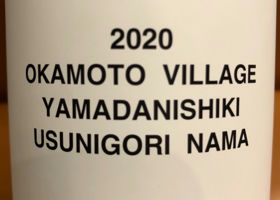 2020
OKAMOTO VILLAGE
YAMADANISHIKI
USUNIGORI NAMA